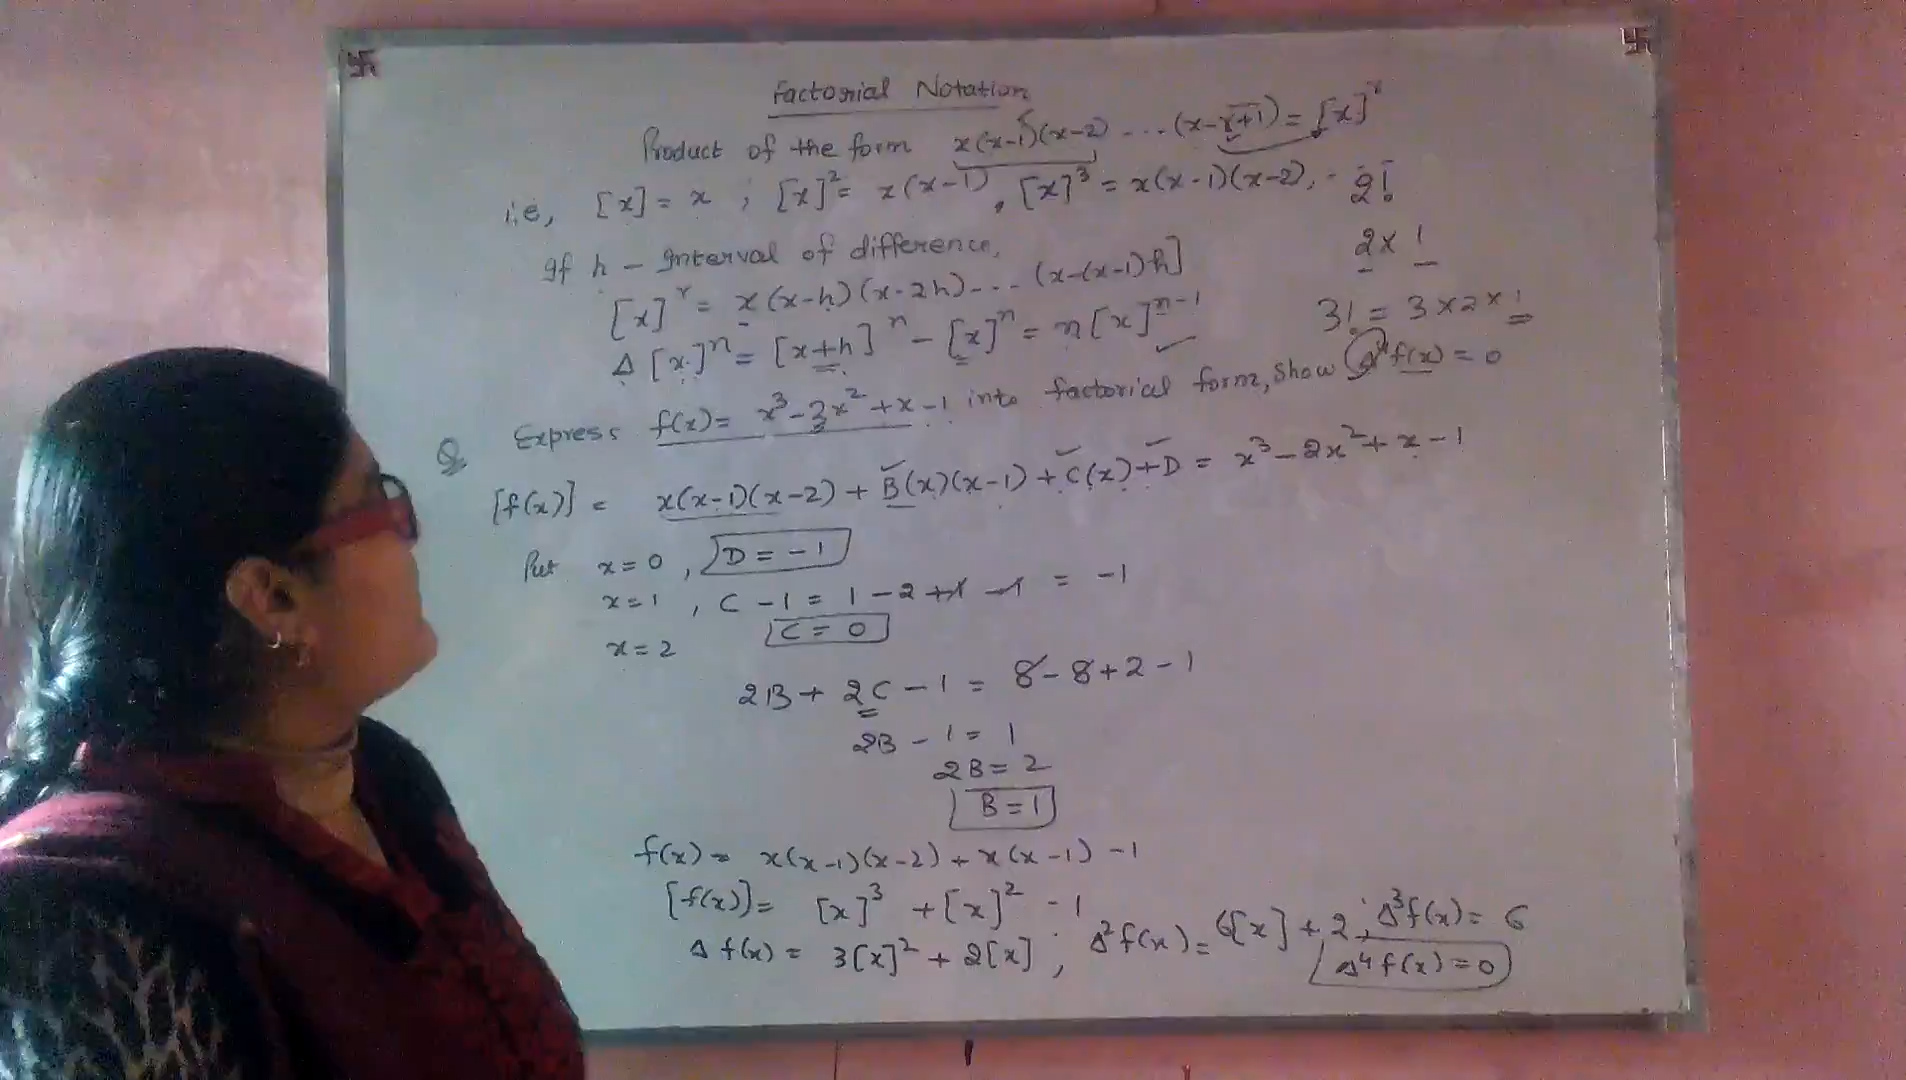 Factorial Notation
Product of the form x(x-1)(x-2) ... (x-r+1) = [x]^r
i.e, [x] = x ; [x]^2 = x(x-1), [x]^3 = x(x-1)(x-2), - 2!
2 x 1
If h - Interval of difference,
[x]^r = x(x-h)(x-2h)... (x-(x-1)h]
3! = 3 x 2 x 1
Δ[x]^n = [x+h]^n - [x]^n = n[x]^n-1
Q Express f(x) = x^3 - 3x^2 + x - 1 into factorial form, Show Δ^4 f(x) = 0
[f(x)] = x(x-1)(x-2) + B(x)(x-1) + C(x) + D = x^3 - 2x^2 + x - 1
Put x = 0, D = -1
x = 1, C - 1 = 1 - 2 + 1 - 1 = -1
C = 0
x = 2
2B + 2C - 1 = 8 - 8 + 2 - 1
2B - 1 = 1
2B = 2
B = 1
f(x) = x(x-1)(x-2) + x(x-1) - 1
[f(x)] = [x]^3 + [x]^2 - 1
Δ f(x) = 3[x]^2 + 2[x] ; Δ^2 f(x) = 6[x] + 2 ; Δ^3 f(x) = 6
Δ^4 f(x) = 0